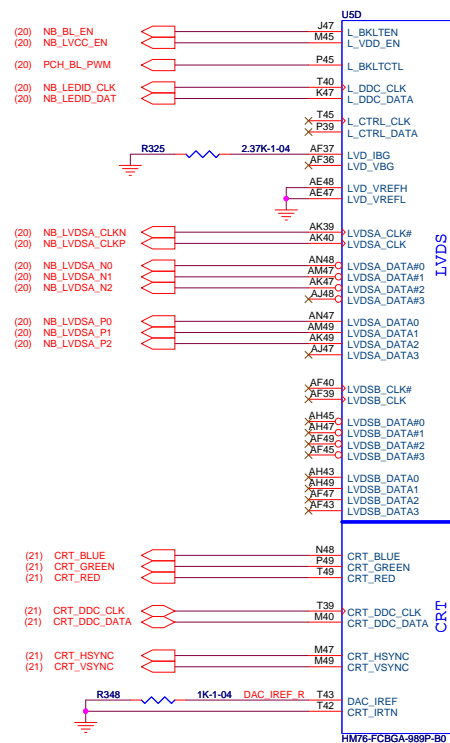 U5D
(20) NB_BL_EN J47 L_BKLTEN
(20) NB_LVCC_EN M45 L_VDD_EN
(20) PCH_BL_PWM P45 L_BKLTCTL
(20) NB_LEDID_CLK T40 L_DDC_CLK
(20) NB_LEDID_DAT K47 L_DDC_DATA
T45 L_CTRL_CLK
P39 L_CTRL_DATA
R325 2.37K-1-04 AF37 LVD_IBG
AF36 LVD_VBG
AE48 LVD_VREFH
AE47 LVD_VREFL
(20) NB_LVDSA_CLKN AK39 LVDSA_CLK#
(20) NB_LVDSA_CLKP AK40 LVDSA_CLK
LVDS
(20) NB_LVDSA_N0 AN48 LVDSA_DATA#0
(20) NB_LVDSA_N1 AM47 LVDSA_DATA#1
(20) NB_LVDSA_N2 AK47 LVDSA_DATA#2
AJ48 LVDSA_DATA#3
(20) NB_LVDSA_P0 AN47 LVDSA_DATA0
(20) NB_LVDSA_P1 AM49 LVDSA_DATA1
(20) NB_LVDSA_P2 AK49 LVDSA_DATA2
AJ47 LVDSA_DATA3
AF40 LVDSB_CLK#
AF39 LVDSB_CLK
AH45 LVDSB_DATA#0
AH47 LVDSB_DATA#1
AF49 LVDSB_DATA#2
AF45 LVDSB_DATA#3
AH43 LVDSB_DATA0
AH49 LVDSB_DATA1
AF47 LVDSB_DATA2
AF43 LVDSB_DATA3
(21) CRT_BLUE N48 CRT_BLUE
(21) CRT_GREEN P49 CRT_GREEN
(21) CRT_RED T49 CRT_RED
(21) CRT_DDC_CLK T39 CRT_DDC_CLK
(21) CRT_DDC_DATA M40 CRT_DDC_DATA
CRT
(21) CRT_HSYNC M47 CRT_HSYNC
(21) CRT_VSYNC M49 CRT_VSYNC
R348 1K-1-04 DAC_IREF_R T43 DAC_IREF
T42 CRT_IRTN
HM76-FCBGA-989P-B0